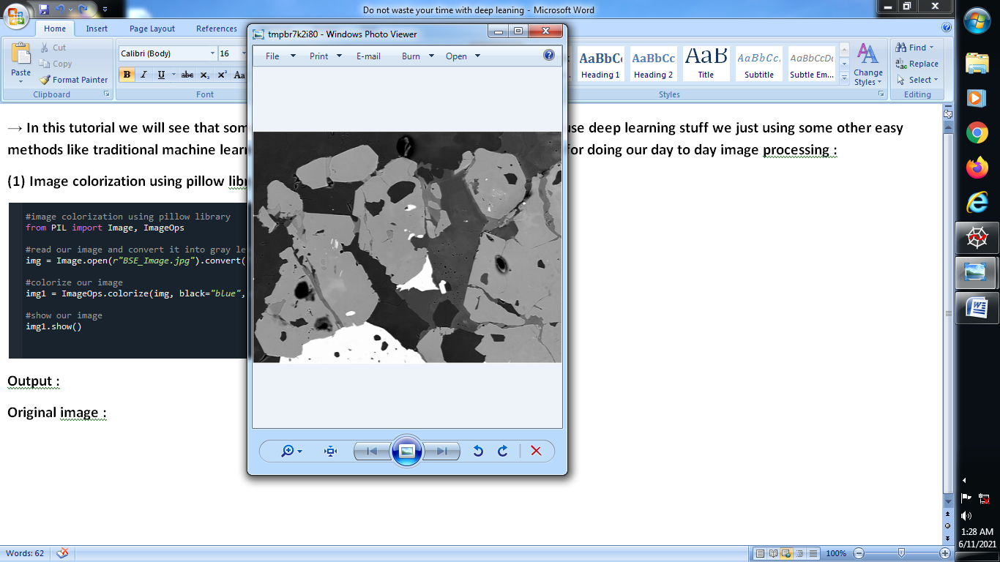 Do not waste your time with deep leaning - Microsoft Word
Home Insert Page Layout References
Paste
Cut
Copy
Format Painter
Clipboard
Calibri (Body) 16
B I U abc X₂ X² Aa
Font
AaBbCc AaBbCc AaB AaBbCc. AaBbCcDc
Heading 1 Heading 2 Title Subtitle Subtle Em...
Change Styles
Styles
Find
Replace
Select
Editing
tmpbr7k2i80 - Windows Photo Viewer
File Print E-mail Burn Open
→ In this tutorial we will see that som
use deep learning stuff we just using some other easy
methods like traditional machine lear
for doing our day to day image processing :
(1) Image colorization using pillow libr
#image colorization using pillow library
from PIL import Image, ImageOps
#read our image and convert it into gray le
img = Image.open(r"BSE_Image.jpg").convert(
#colorize our image
img1 = ImageOps.colorize(img, black="blue",
#show our image
img1.show()
Output :
Original image :
Words: 62
100%
1:28 AM
6/11/2021